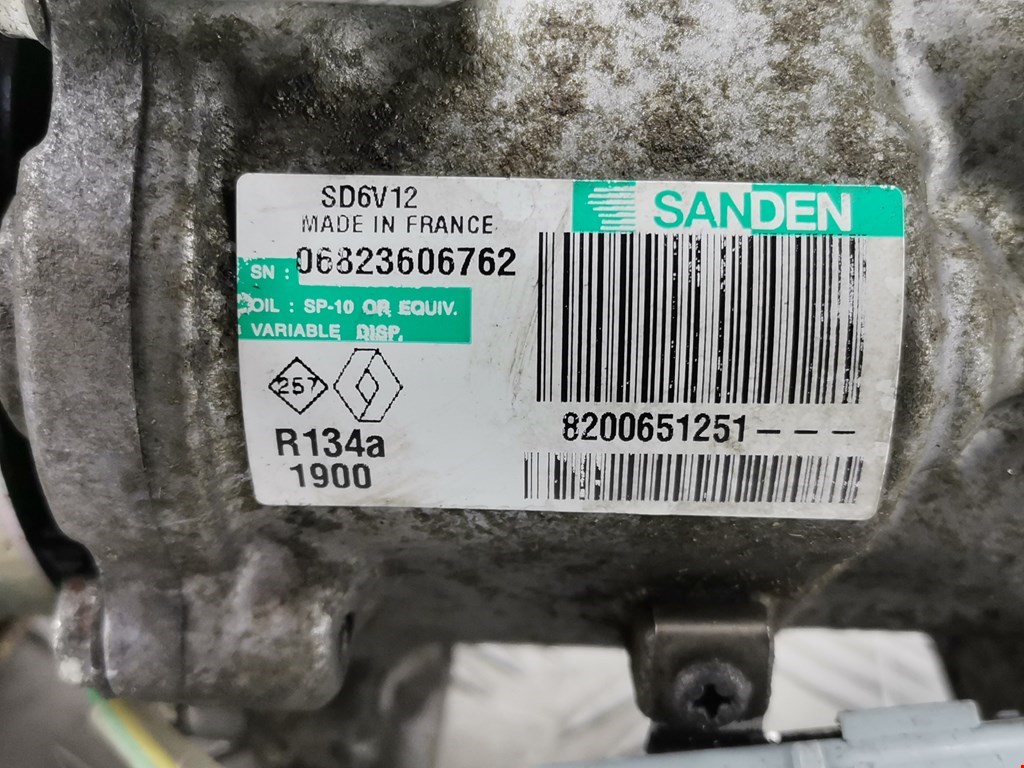 SD6V12
MADE IN FRANCE
SANDEN
SN : 06823606762
OIL : SP-10 OR EQUIV.
VARIABLE DISP.
257
R134a
1900
8200651251---